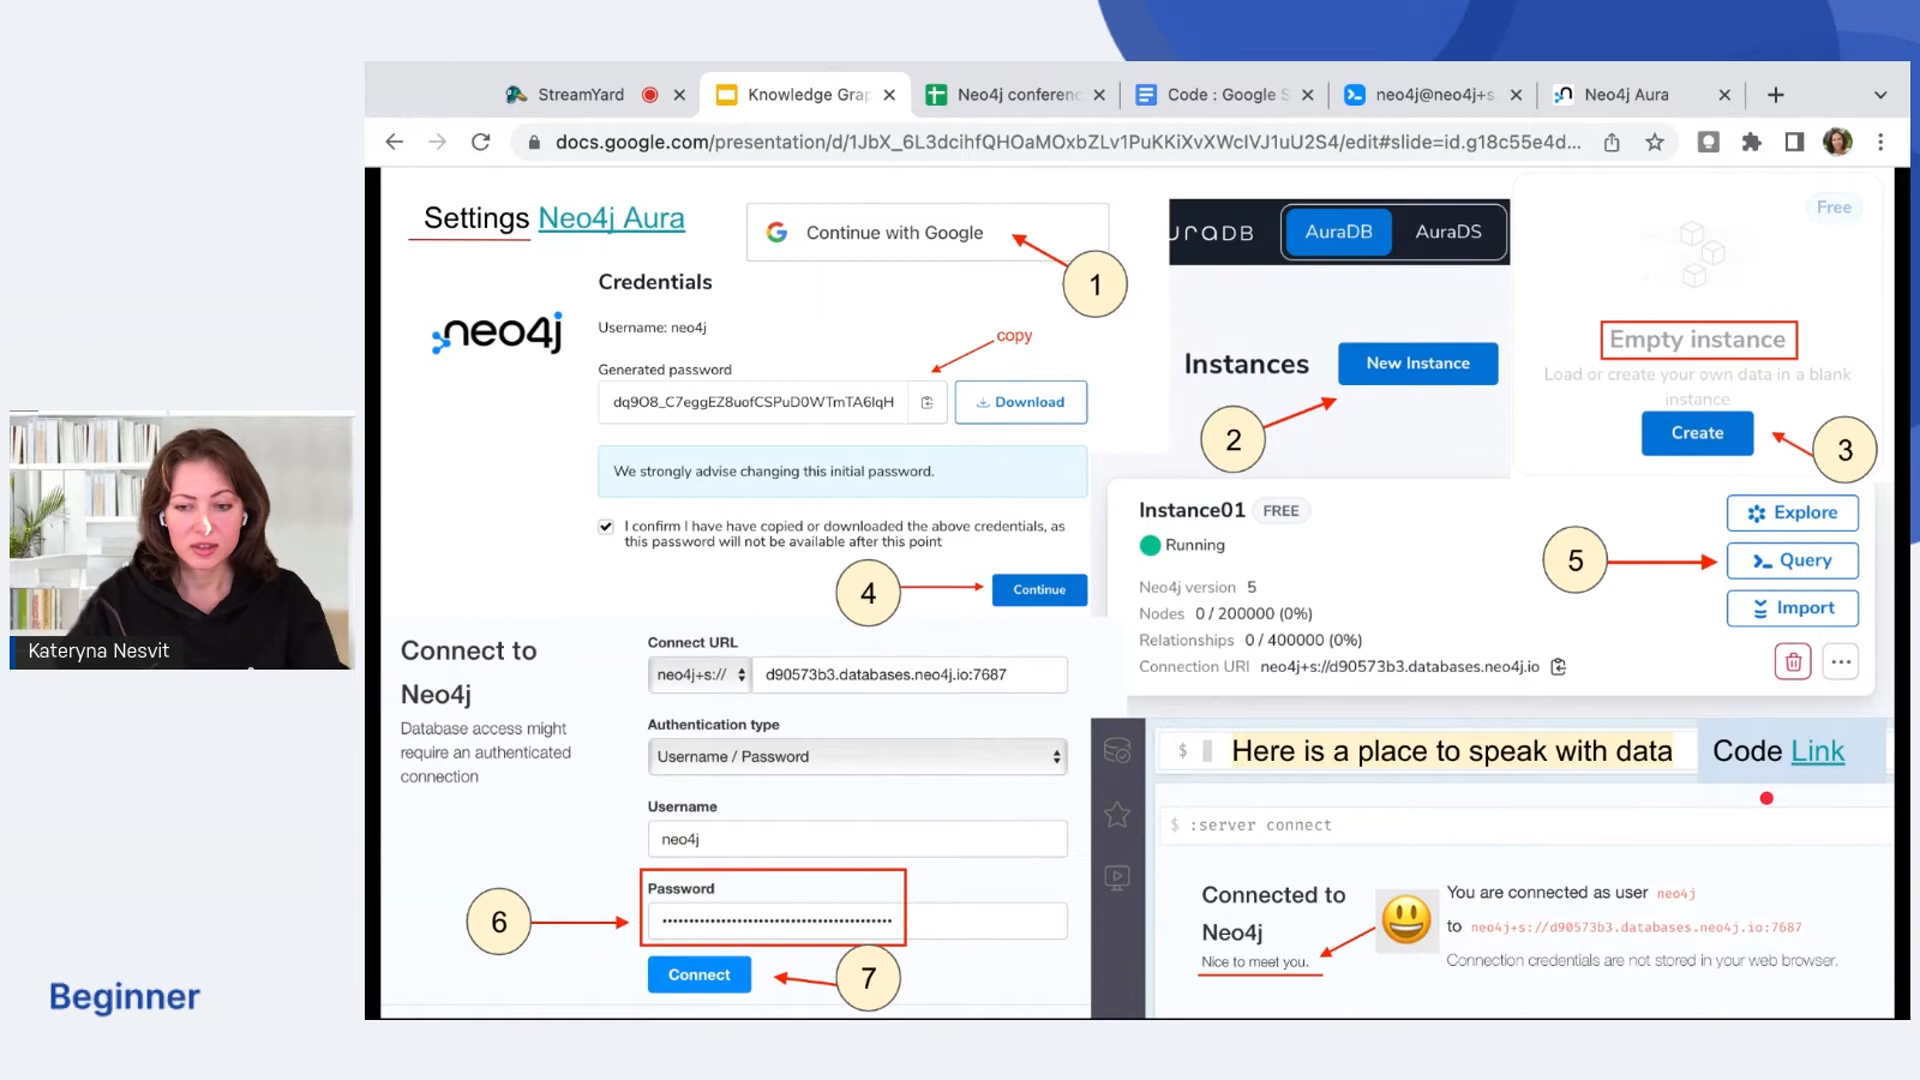 StreamYard
Knowledge Grap
Neo4j conferenc
Code : Google S
neo4j@neo4j+s
Neo4j Aura
docs.google.com/presentation/d/1JbX_6L3dcihfQHOaMOxbZLv1PuKKiXvXWcIVJ1uU2S4/edit#slide=id.g18c55e4d...
Settings Neo4j Aura
neo4j
Continue with Google
1
Credentials
Username: neo4j
copy
Generated password
dq9O8_C7eggEZ8uofCSPuD0WTmTA6lqH
Download
We strongly advise changing this initial password.
I confirm I have have copied or downloaded the above credentials, as
this password will not be available after this point
4
Continue
AuraDB
AuraDS
Instances
New Instance
2
Free
Empty instance
Load or create your own data in a blank
instance
Create
3
Instance01 FREE
Running
Neo4j version 5
Nodes 0 / 200000 (0%)
Relationships 0 / 400000 (0%)
Connection URI neo4j+s://d90573b3.databases.neo4j.io
5
Explore
Query
Import
Connect to
Neo4j
Database access might
require an authenticated
connection
Connect URL
neo4j+s://
d90573b3.databases.neo4j.io:7687
Authentication type
Username / Password
Username
neo4j
Password
6
Connect
7
$ Here is a place to speak with data
Code Link
$ :server connect
Connected to
Neo4j
Nice to meet you.
You are connected as user neo4j
to neo4j+s://d90573b3.databases.neo4j.io:7687
Connection credentials are not stored in your web browser.
Kateryna Nesvit
Beginner